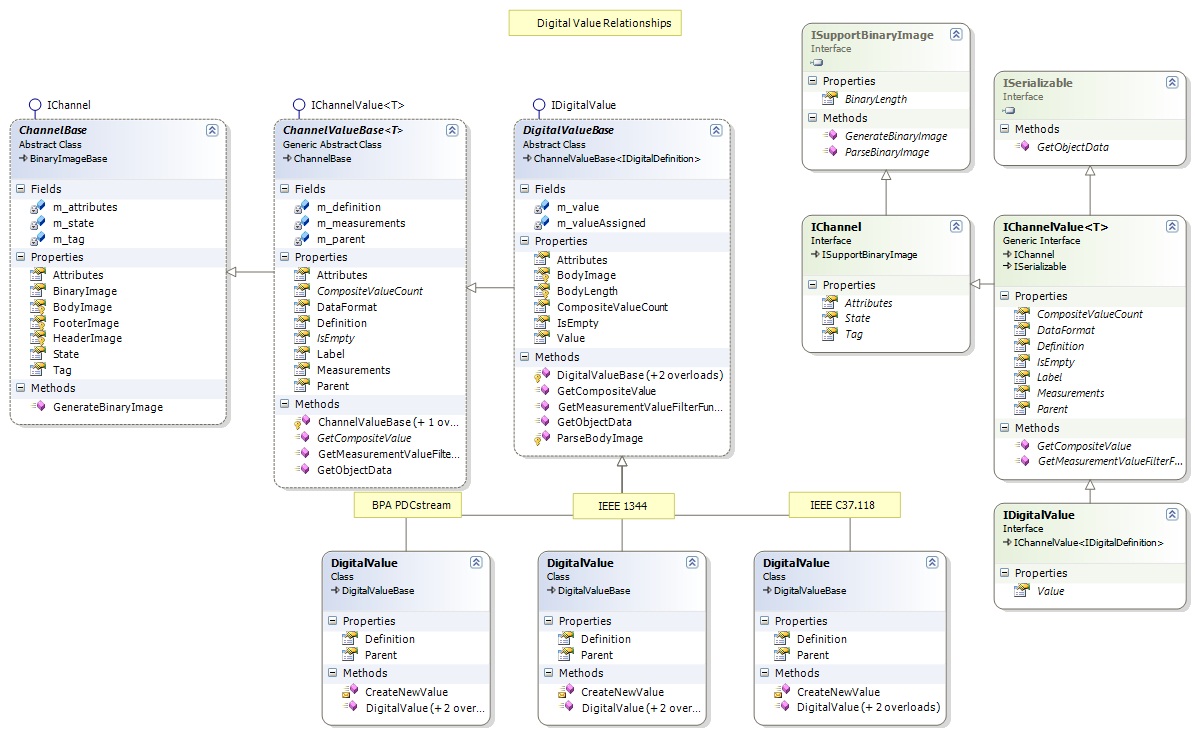 Digital Value Relationships
IChannel
ChannelBase
Abstract Class
BinaryImageBase
Fields
m_attributes
m_state
m_tag
Properties
Attributes
BinaryImage
BodyImage
FooterImage
HeaderImage
State
Tag
Methods
GenerateBinaryImage
IChannelValue<T>
ChannelValueBase<T>
Generic Abstract Class
ChannelBase
Fields
m_definition
m_measurements
m_parent
Properties
Attributes
CompositeValueCount
DataFormat
Definition
IsEmpty
Label
Measurements
Parent
Methods
ChannelValueBase (+ 1 ov...
GetCompositeValue
GetMeasurementValueFilte...
GetObjectData
IDigitalValue
DigitalValueBase
Abstract Class
ChannelValueBase<IDigitalDefinition>
Fields
m_value
m_valueAssigned
Properties
Attributes
BodyImage
BodyLength
CompositeValueCount
IsEmpty
Value
Methods
DigitalValueBase (+2 overloads)
GetCompositeValue
GetMeasurementValueFilterFun...
GetObjectData
ParseBodyImage
ISupportBinaryImage
Interface
Properties
BinaryLength
Methods
GenerateBinaryImage
ParseBinaryImage
ISerializable
Interface
Methods
GetObjectData
IChannel
Interface
ISupportBinaryImage
Properties
Attributes
State
Tag
IChannelValue<T>
Generic Interface
IChannel
ISerializable
Properties
CompositeValueCount
DataFormat
Definition
IsEmpty
Label
Measurements
Parent
Methods
GetCompositeValue
GetMeasurementValueFilterF...
IDigitalValue
Interface
IChannelValue<IDigitalDefinition>
Properties
Value
BPA PDCstream
IEEE 1344
IEEE C37.118
DigitalValue
Class
DigitalValueBase
Properties
Definition
Parent
Methods
CreateNewValue
DigitalValue (+ 2 over...
DigitalValue
Class
DigitalValueBase
Properties
Definition
Parent
Methods
CreateNewValue
DigitalValue (+ 2 over...
DigitalValue
Class
DigitalValueBase
Properties
Definition
Parent
Methods
CreateNewValue
DigitalValue (+ 2 overloads)